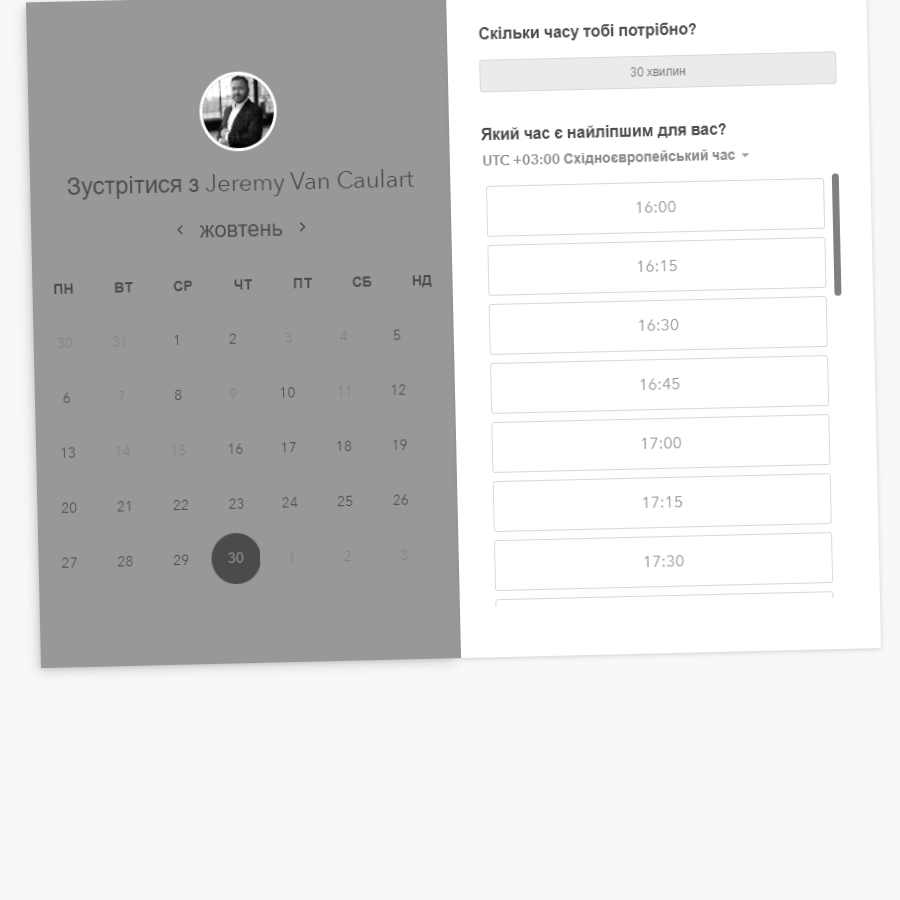 Зустрітися з Jeremy Van Caulart
жовтень
ПН ВТ СР ЧТ ПТ СБ НД
30 31 1 2 3 4 5
6 7 8 9 10 11 12
13 14 15 16 17 18 19
20 21 22 23 24 25 26
27 28 29 30 1 2 3
Скільки часу тобі потрібно?
30 хвилин
Який час є найліпшим для вас?
UTC +03:00 Східноєвропейський час
16:00
16:15
16:30
16:45
17:00
17:15
17:30